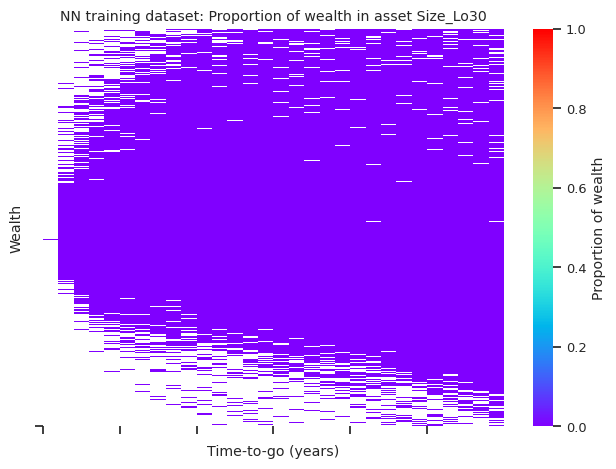 NN training dataset: Proportion of wealth in asset Size_Lo30
Wealth
Time-to-go (years)
1.0
0.8
0.6
0.4
0.2
0.0
Proportion of wealth